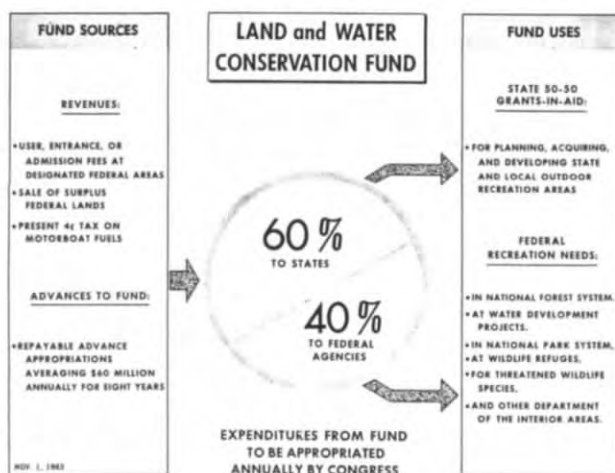 FUND SOURCES
REVENUES:
• USER, ENTRANCE, OR
ADMISSION FEES AT
DESIGNATED FEDERAL AREAS
• SALE OF SURPLUS
FEDERAL LANDS
• PRESENT 4¢ TAX ON
MOTORBOAT FUELS
ADVANCES TO FUND:
• REPAYABLE ADVANCE
APPROPRIATIONS
AVERAGING $60 MILLION
ANNUALLY FOR EIGHT YEARS
NOV. 1, 1963
LAND and WATER
CONSERVATION FUND
60%
TO STATES
40%
TO FEDERAL
AGENCIES
EXPENDITURES FROM FUND
TO BE APPROPRIATED
ANNUALLY BY CONGRESS
FUND USES
STATE 50-50
GRANTS-IN-AID:
• FOR PLANNING, ACQUIRING,
AND DEVELOPING STATE
AND LOCAL OUTDOOR
RECREATION AREAS
FEDERAL
RECREATION NEEDS:
• IN NATIONAL FOREST SYSTEM.
• AT WATER DEVELOPMENT
PROJECTS.
• IN NATIONAL PARK SYSTEM.
• AT WILDLIFE REFUGES.
• FOR THREATENED WILDLIFE
SPECIES.
• AND OTHER DEPARTMENT
OF THE INTERIOR AREAS.